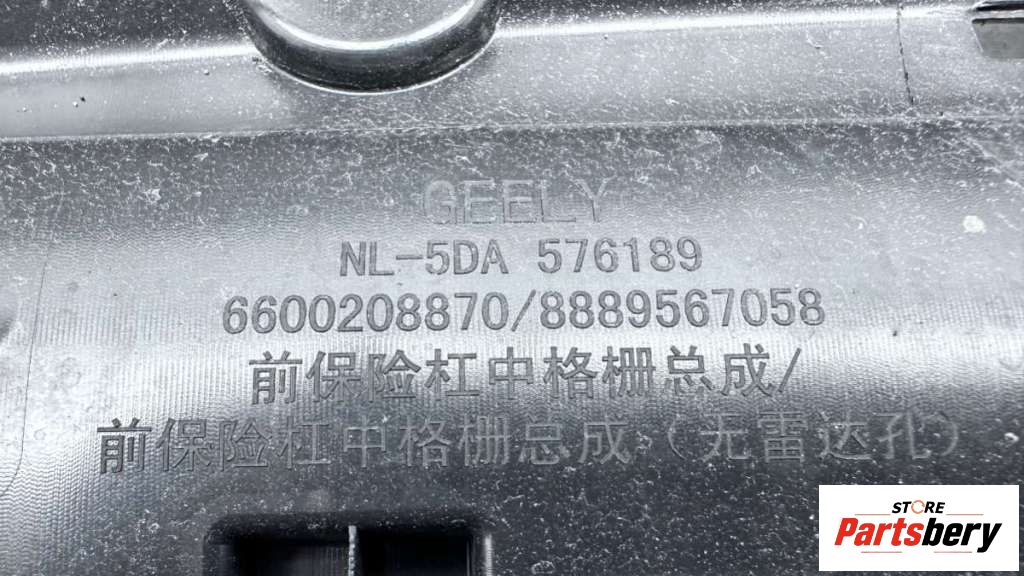 GEELY
NL-5DA 576189
6600208870/8889567058
前保险杠中格栅总成/
前保险杠中格栅总成（无雷达孔）
STORE
Partsbery